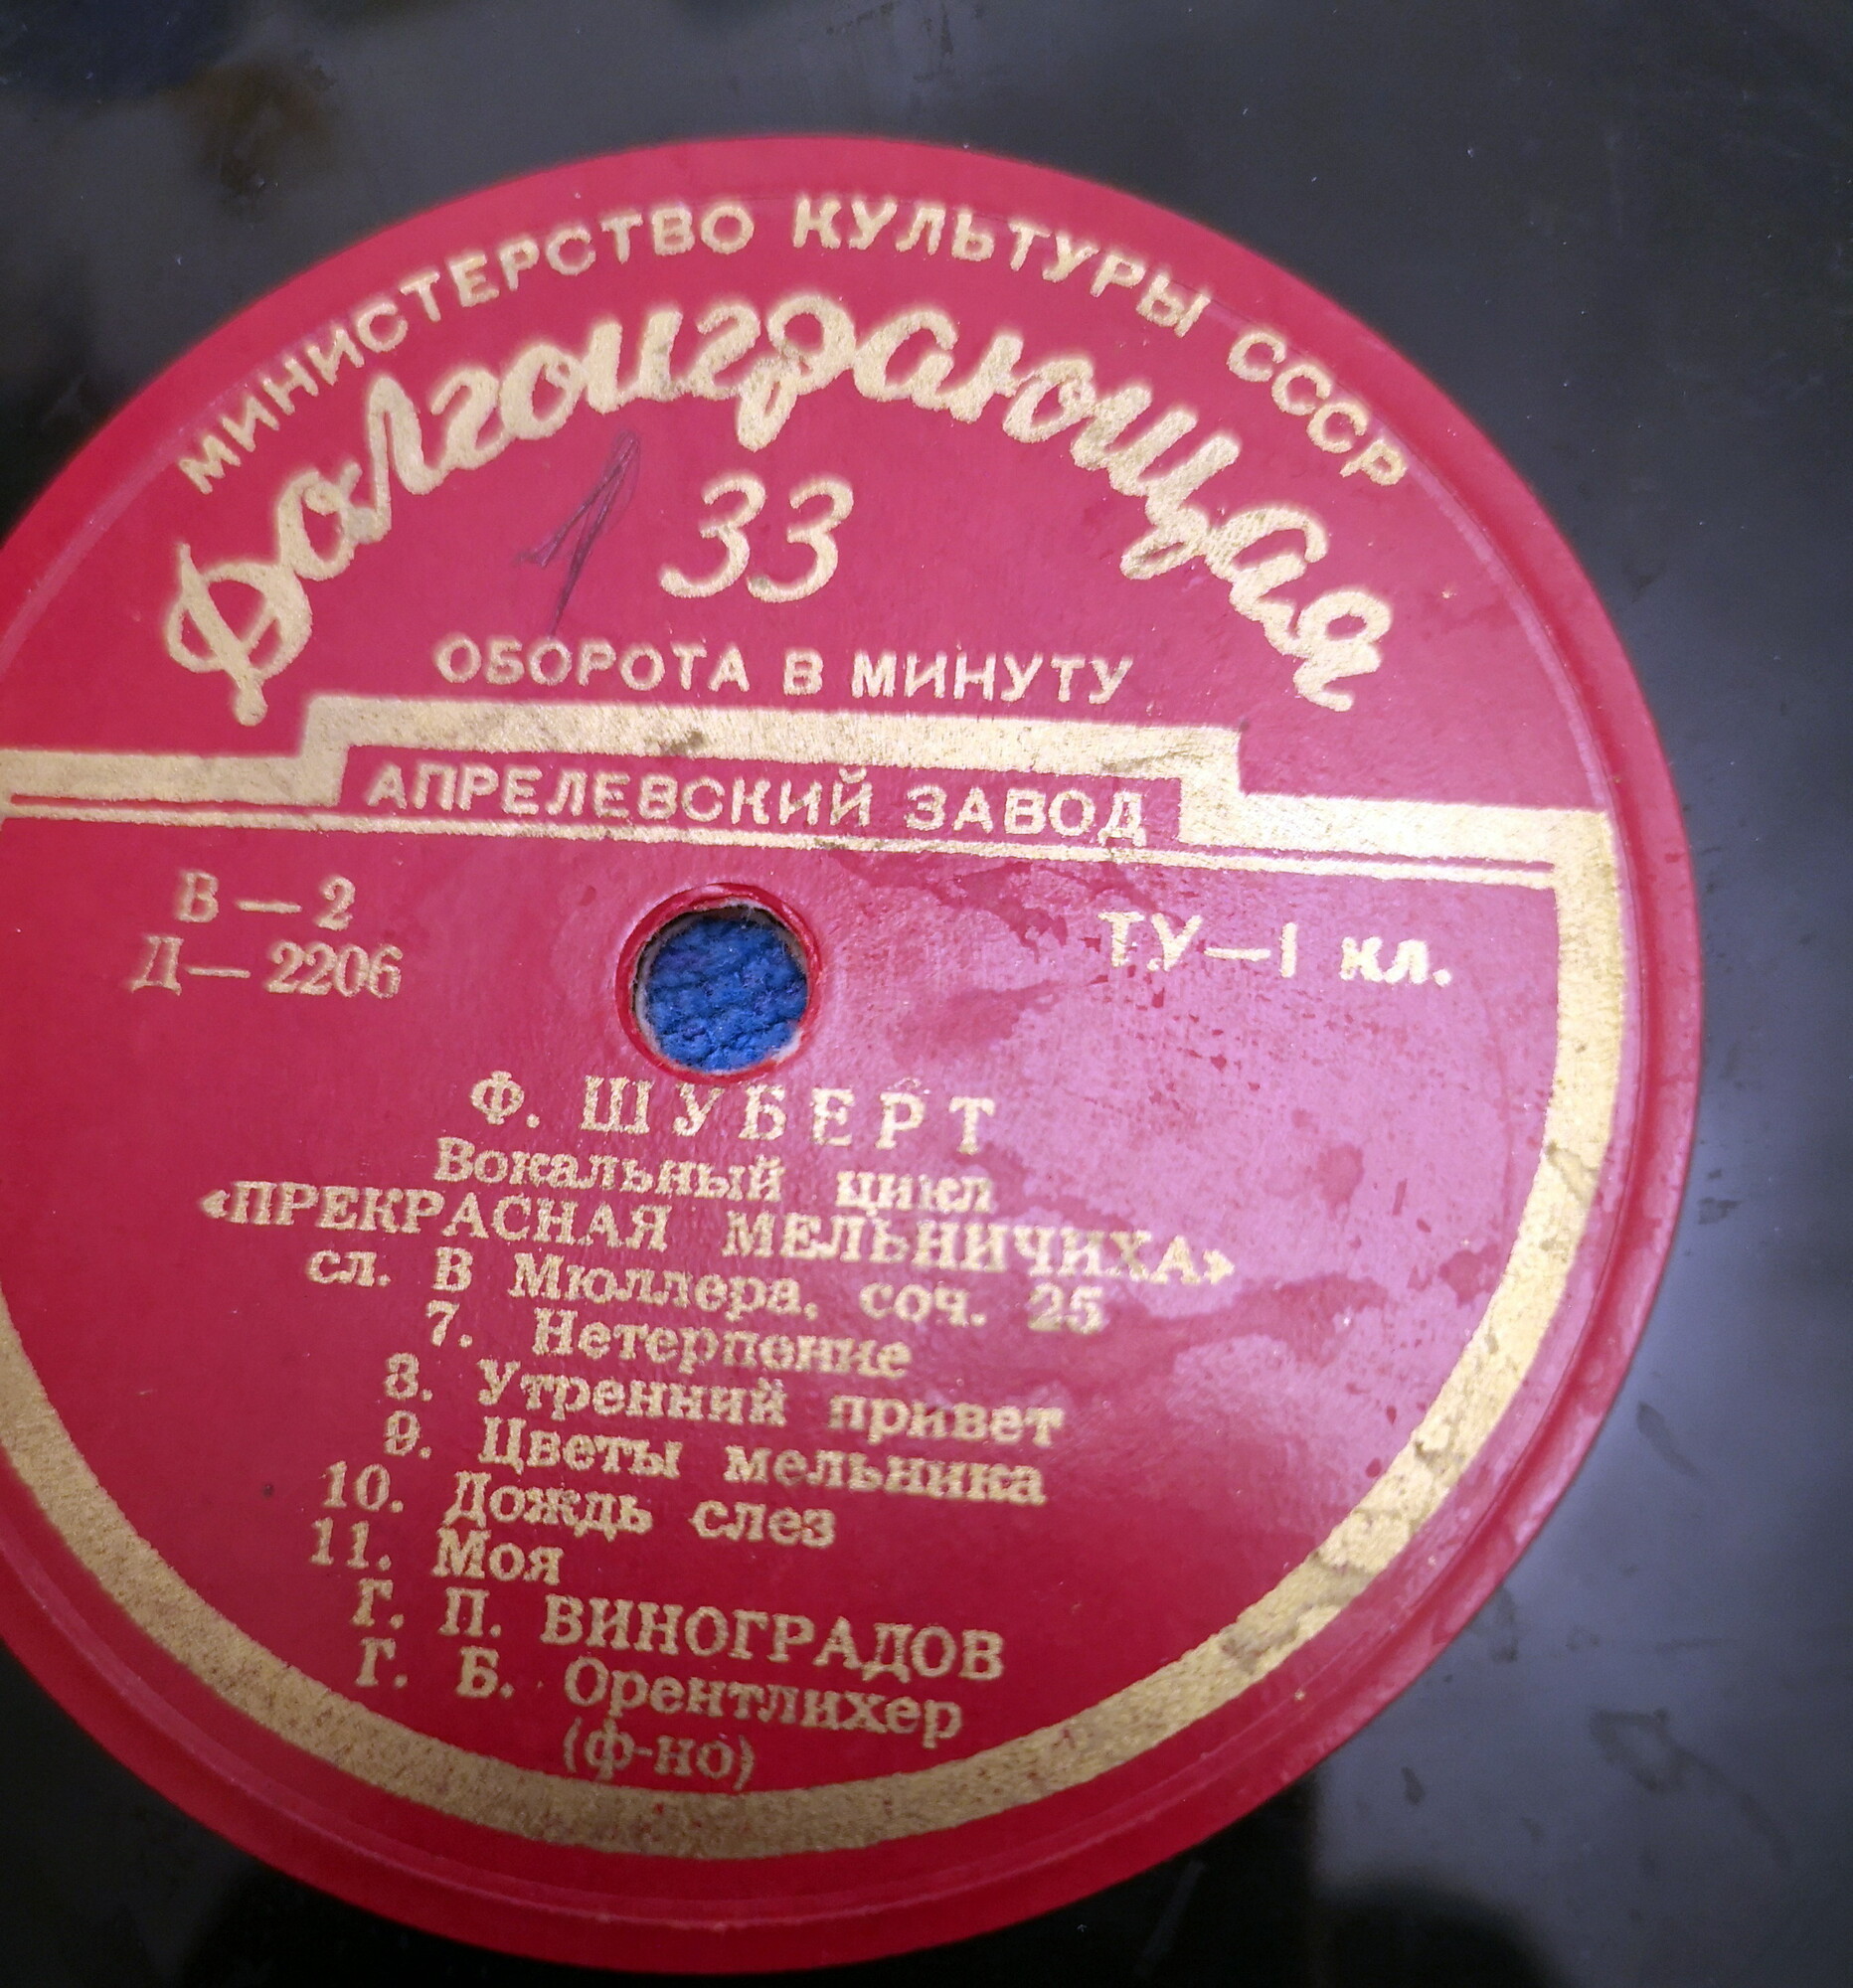 МИНИСТЕРСТВО КУЛЬТУРЫ СССР
Долгоиграющая
1
33
ОБОРОТА В МИНУТУ
АПРЕЛЕВСКИЙ ЗАВОД
В—2
Д—2206
Т.У—I кл.
Ф. ШУБЕРТ
Вокальный цикл
«ПРЕКРАСНАЯ МЕЛЬНИЧИХА»
сл. В Мюллера, соч. 25
7. Нетерпение
8. Утренний привет
9. Цветы мельника
10. Дождь слез
11. Моя
Г. П. ВИНОГРАДОВ
Г. Б. Орентлихер
(ф-но)